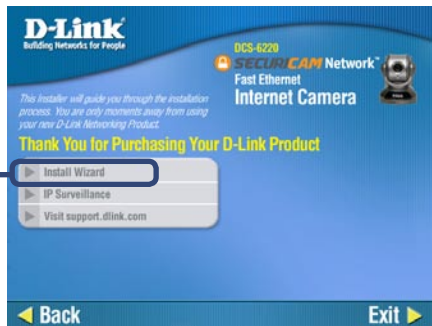 D-Link
Building Networks for People
DCS-6220
SECURICAM Network™
Fast Ethernet
Internet Camera
This Installer will guide you through the installation
process. You are only moments away from using
your new D-Link Networking Product.
Thank You for Purchasing Your D-Link Product
Install Wizard
IP Surveillance
Visit support.dlink.com
Back
Exit